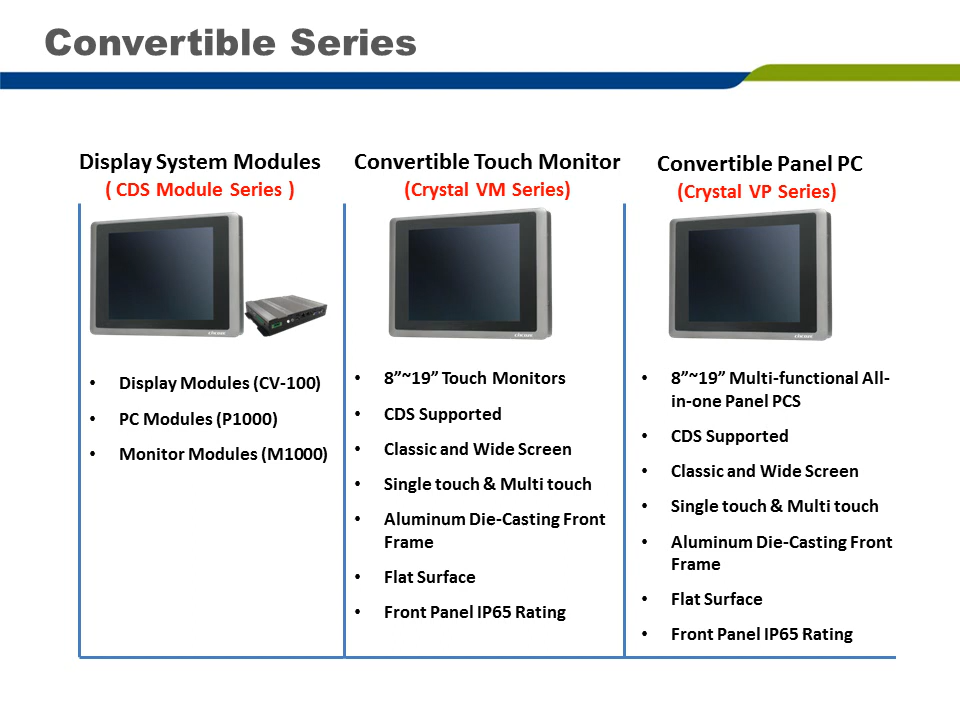 Convertible Series
Display System Modules
( CDS Module Series )
• Display Modules (CV-100)
• PC Modules (P1000)
• Monitor Modules (M1000)
Convertible Touch Monitor
(Crystal VM Series)
• 8”~19” Touch Monitors
• CDS Supported
• Classic and Wide Screen
• Single touch & Multi touch
• Aluminum Die-Casting Front
Frame
• Flat Surface
• Front Panel IP65 Rating
Convertible Panel PC
(Crystal VP Series)
• 8”~19” Multi-functional All-
in-one Panel PCS
• CDS Supported
• Classic and Wide Screen
• Single touch & Multi touch
• Aluminum Die-Casting Front
Frame
• Flat Surface
• Front Panel IP65 Rating